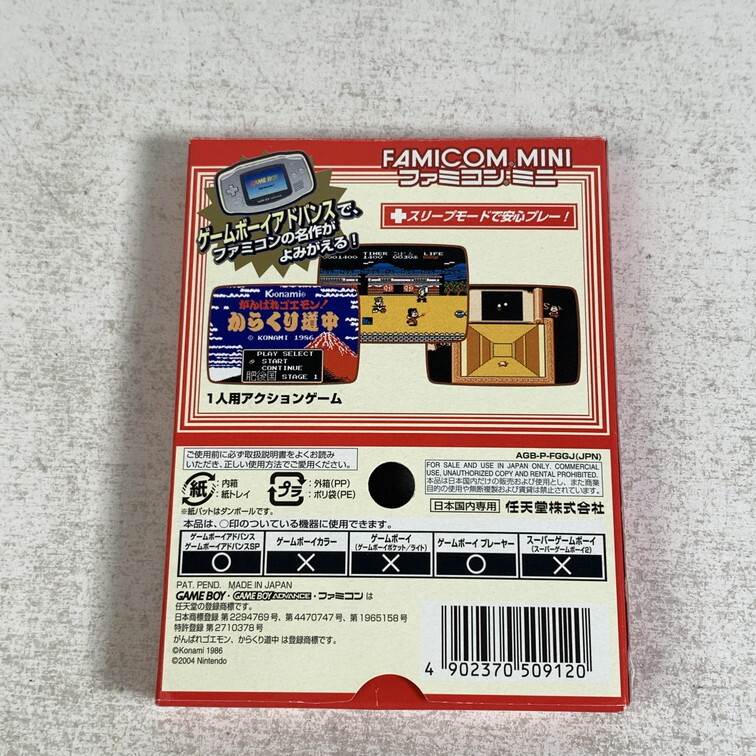 FAMICOM MINI
ファミコン ミニ
GAME BOY
ゲームボーイアドバンスで、
ファミコンの名作が
よみがえる!
スリープモードで安心プレー!
TIMER LIFE
Konami
がんばれゴエモン!
からくり道中
© KONAMI 1986
PLAY SELECT
START
CONTINUE
肥後国 STAGE 1
1人用アクションゲーム
ご使用前に必ず取扱説明書をよくお読み
いただき、正しい使用方法でご愛用ください。
紙
:内箱
:紙トレイ
プラ
:外箱(PP)
:ポリ袋(PE)
※紙パットはダンボールです。
AGB-P-FGGJ(JPN)
FOR SALE AND USE IN JAPAN ONLY. COMMERCIAL
USE, UNAUTHORIZED COPY AND RENTAL PROHIBITED.
本品は日本国内だけの販売および使用とし、また商業
目的の使用や無断複製および賃貸は禁止されています。
日本国内専用 任天堂株式会社
本品は、○印のついている機器に使用できます。
ゲームボーイアドバンス
ゲームボーイアドバンスSP
○
ゲームボーイカラー
×
ゲームボーイ
(ゲームボーイポケット/ライト)
×
ゲームボーイ プレーヤー
○
スーパーゲームボーイ
(スーパーゲームボーイ2)
×
PAT. PEND. MADE IN JAPAN
GAME BOY・GAME BOY ADVANCE・ファミコン は
任天堂の登録商標です。
日本商標登録 第2294769号、第4470747号、第1965158号
特許登録 第2710378号
がんばれゴエモン、からくり道中 は登録商標です。
©Konami 1986
©2004 Nintendo
4 902370 509120